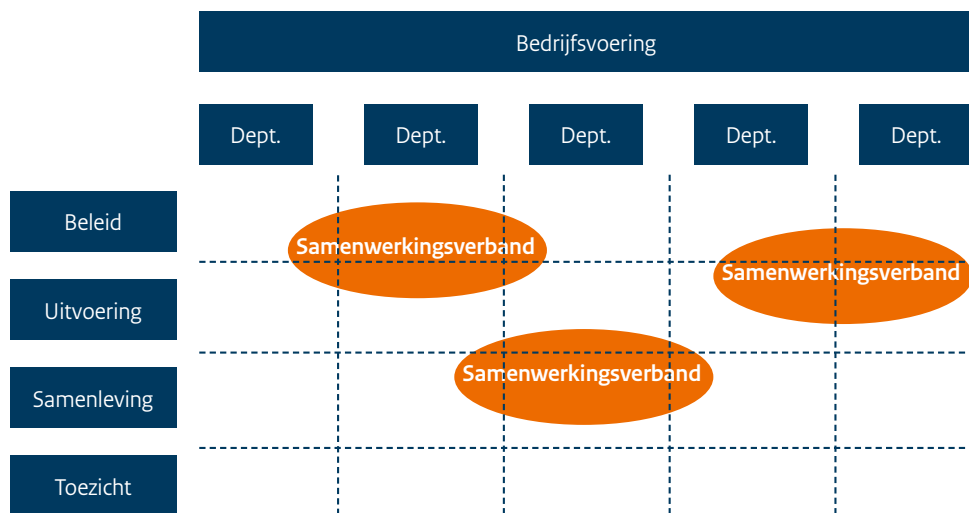 Bedrijfsvoering
Dept. Dept. Dept. Dept. Dept.
Beleid
Samenwerkingsverband
Samenwerkingsverband
Uitvoering
Samenwerkingsverband
Samenleving
Toezicht